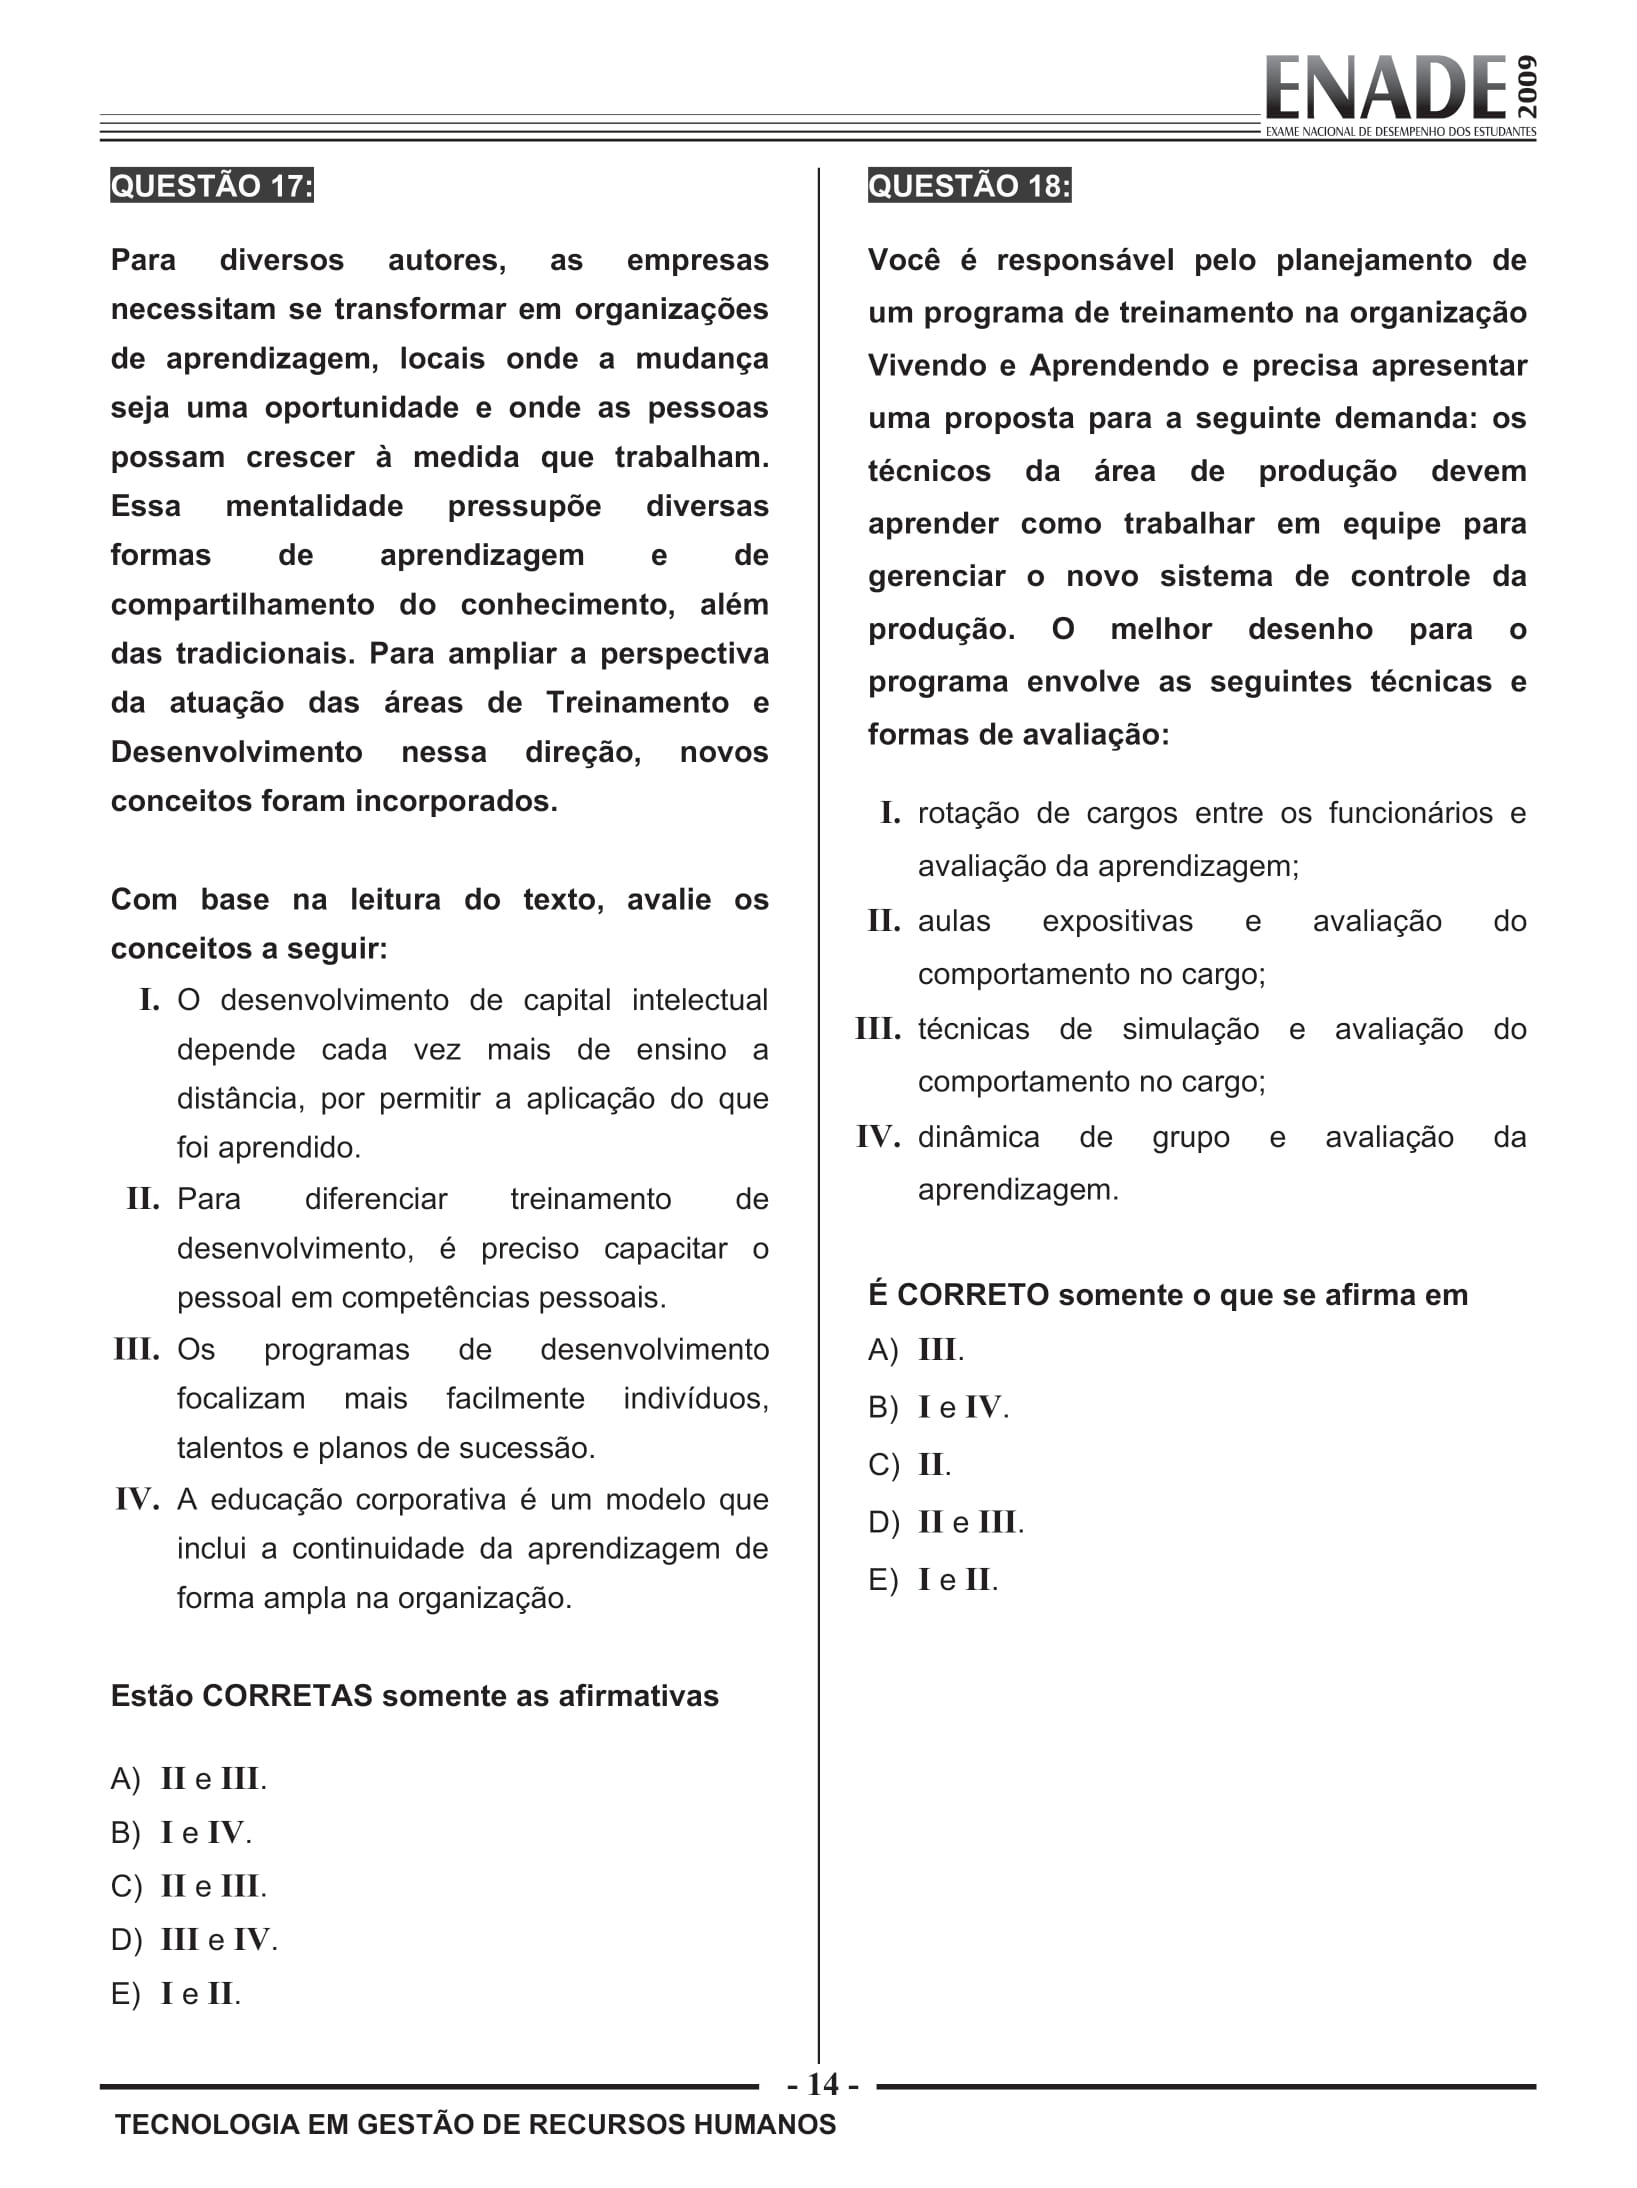 ENADE 2009
EXAME NACIONAL DE DESEMPENHO DOS ESTUDANTES
QUESTÃO 17:
Para diversos autores, as empresas
necessitam se transformar em organizações
de aprendizagem, locais onde a mudança
seja uma oportunidade e onde as pessoas
possam crescer à medida que trabalham.
Essa mentalidade pressupõe diversas
formas de aprendizagem e de
compartilhamento do conhecimento, além
das tradicionais. Para ampliar a perspectiva
da atuação das áreas de Treinamento e
Desenvolvimento nessa direção, novos
conceitos foram incorporados.
Com base na leitura do texto, avalie os
conceitos a seguir:
I. O desenvolvimento de capital intelectual
depende cada vez mais de ensino a
distância, por permitir a aplicação do que
foi aprendido.
II. Para diferenciar treinamento de
desenvolvimento, é preciso capacitar o
pessoal em competências pessoais.
III. Os programas de desenvolvimento
focalizam mais facilmente indivíduos,
talentos e planos de sucessão.
IV. A educação corporativa é um modelo que
inclui a continuidade da aprendizagem de
forma ampla na organização.
Estão CORRETAS somente as afirmativas
A) II e III.
B) I e IV.
C) II e III.
D) III e IV.
E) I e II.
QUESTÃO 18:
Você é responsável pelo planejamento de
um programa de treinamento na organização
Vivendo e Aprendendo e precisa apresentar
uma proposta para a seguinte demanda: os
técnicos da área de produção devem
aprender como trabalhar em equipe para
gerenciar o novo sistema de controle da
produção. O melhor desenho para o
programa envolve as seguintes técnicas e
formas de avaliação:
I. rotação de cargos entre os funcionários e
avaliação da aprendizagem;
II. aulas expositivas e avaliação do
comportamento no cargo;
III. técnicas de simulação e avaliação do
comportamento no cargo;
IV. dinâmica de grupo e avaliação da
aprendizagem.
É CORRETO somente o que se afirma em
A) III.
B) I e IV.
C) II.
D) II e III.
E) I e II.
- 14 -
TECNOLOGIA EM GESTÃO DE RECURSOS HUMANOS